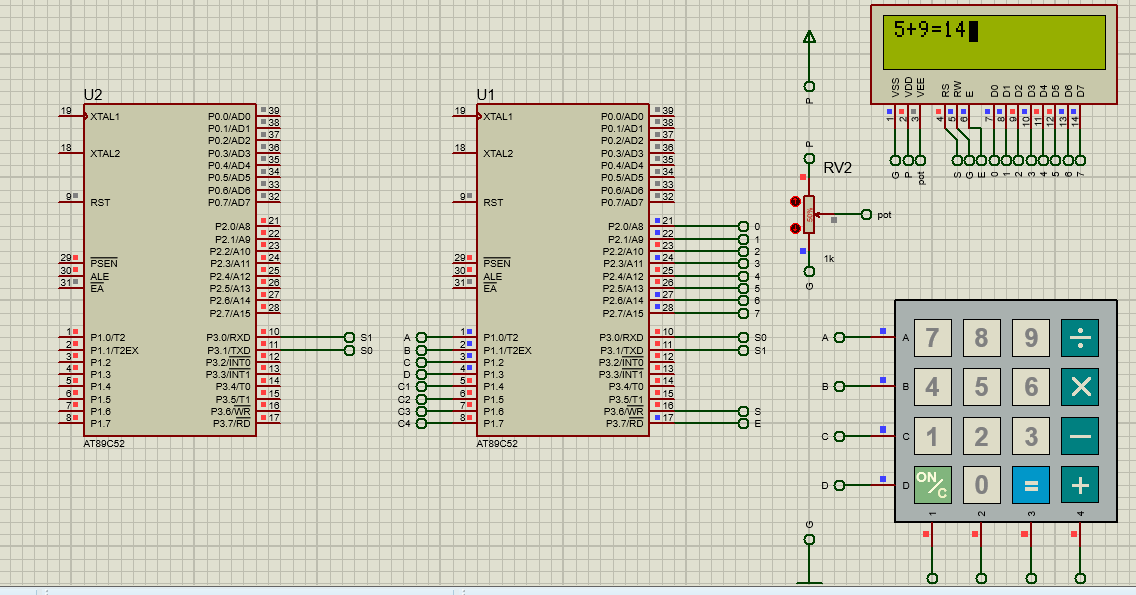 5+9=14
VSS VDD VEE RS RW E D0 D1 D2 D3 D4 D5 D6 D7
1 2 3 4 5 6 7 8 9 10 11 12 13 14
G P pot S G E 0 1 2 3 4 5 6 7
U2
19 XTAL1 P0.0/AD0 39
P0.1/AD1 38
P0.2/AD2 37
18 XTAL2 P0.3/AD3 36
P0.4/AD4 35
P0.5/AD5 34
P0.6/AD6 33
9 RST P0.7/AD7 32
P2.0/A8 21
P2.1/A9 22
P2.2/A10 23
29 PSEN P2.3/A11 24
30 ALE P2.4/A12 25
31 EA P2.5/A13 26
P2.6/A14 27
P2.7/A15 28
1 P1.0/T2 P3.0/RXD 10 S1
2 P1.1/T2EX P3.1/TXD 11 S0
3 P1.2 P3.2/INT0 12
4 P1.3 P3.3/INT1 13
5 P1.4 P3.4/T0 14
6 P1.5 P3.5/T1 15
7 P1.6 P3.6/WR 16
8 P1.7 P3.7/RD 17
AT89C52
U1
19 XTAL1 P0.0/AD0 39
P0.1/AD1 38
P0.2/AD2 37
18 XTAL2 P0.3/AD3 36
P0.4/AD4 35
P0.5/AD5 34
P0.6/AD6 33
9 RST P0.7/AD7 32
P2.0/A8 21 0
P2.1/A9 22 1
P2.2/A10 23 2
29 PSEN P2.3/A11 24 3
30 ALE P2.4/A12 25 4
31 EA P2.5/A13 26 5
P2.6/A14 27 6
P2.7/A15 28 7
A 1 P1.0/T2 P3.0/RXD 10 S0
B 2 P1.1/T2EX P3.1/TXD 11 S1
C 3 P1.2 P3.2/INT0 12
D 4 P1.3 P3.3/INT1 13
C1 5 P1.4 P3.4/T0 14
C2 6 P1.5 P3.5/T1 15
C3 7 P1.6 P3.6/WR 16 S
C4 8 P1.7 P3.7/RD 17 E
AT89C52
P
P
RV2
50%
pot
1k
G
G
A A 7 8 9 ÷
B B 4 5 6 ×
C C 1 2 3 −
D D ON/C 0 = +
1 2 3 4